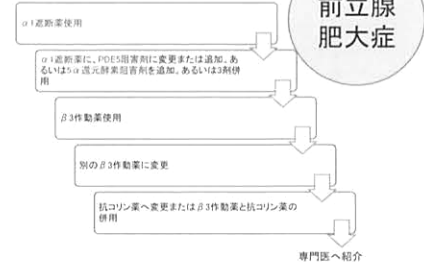 前立腺
肥大症
α1遮断薬使用
α1遮断薬に、PDE5阻害剤に変更または追加、あ
るいは5α還元酵素阻害剤を追加。あるいは3剤併
用
β3作動薬使用
別のβ3作動薬に変更
抗コリン薬へ変更またはβ3作動薬と抗コリン薬の
併用
専門医へ紹介